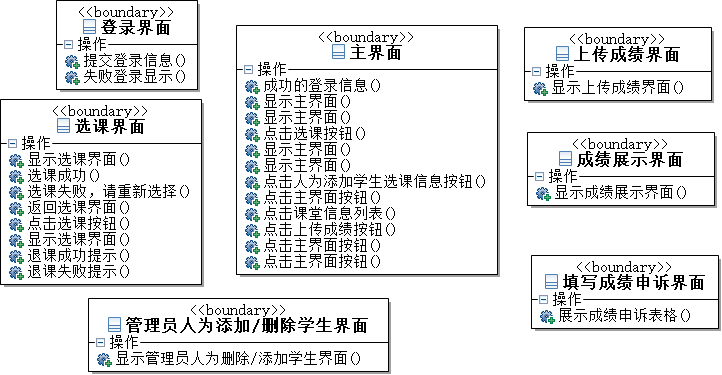 <<boundary>>
登录界面
操作
提交登录信息()
失败登录显示()
<<boundary>>
选课界面
操作
显示选课界面()
选课成功()
选课失败，请重新选择()
返回选课界面()
点击选课按钮()
显示选课界面()
退课成功提示()
退课失败提示()
<<boundary>>
主界面
操作
成功的登录信息()
显示主界面()
显示主界面()
点击选课按钮()
显示主界面()
显示主界面()
点击人为添加学生选课信息按钮()
点击主界面按钮()
点击课堂信息列表()
点击上传成绩按钮()
点击主界面按钮()
点击主界面按钮()
<<boundary>>
上传成绩界面
操作
显示上传成绩界面()
<<boundary>>
成绩展示界面
操作
显示成绩展示界面()
<<boundary>>
填写成绩申诉界面
操作
展示成绩申诉表格()
<<boundary>>
管理员人为添加/删除学生界面
操作
显示管理员人为删除/添加学生界面()